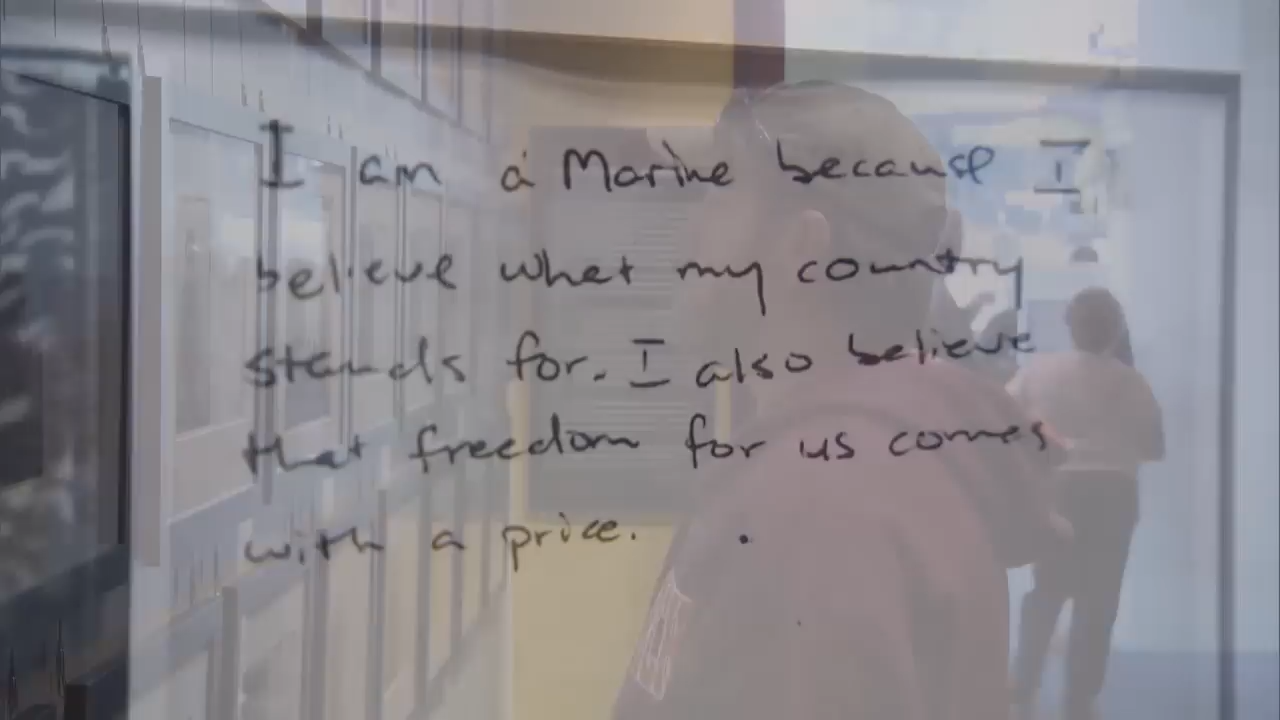 I am a Marine because I
believe what my country
stands for. I also believe
that freedom for us comes
with a price.